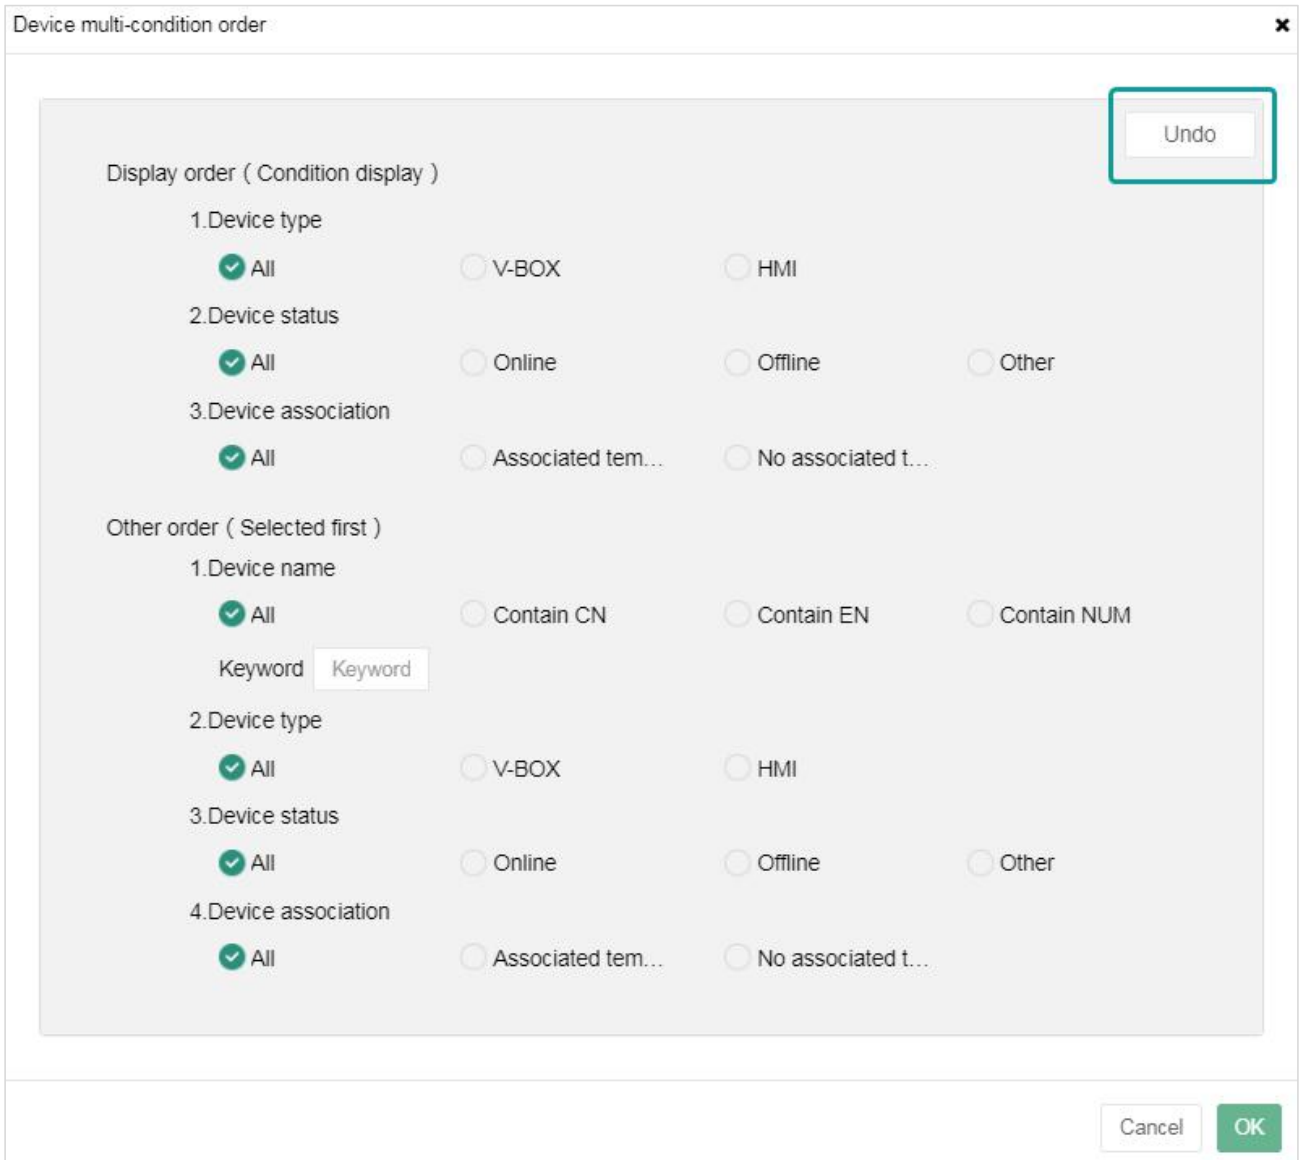 Device multi-condition order
Undo
Display order ( Condition display )
1.Device type
All V-BOX HMI
2.Device status
All Online Offline Other
3.Device association
All Associated tem... No associated t...
Other order ( Selected first )
1.Device name
All Contain CN Contain EN Contain NUM
Keyword Keyword
2.Device type
All V-BOX HMI
3.Device status
All Online Offline Other
4.Device association
All Associated tem... No associated t...
Cancel OK